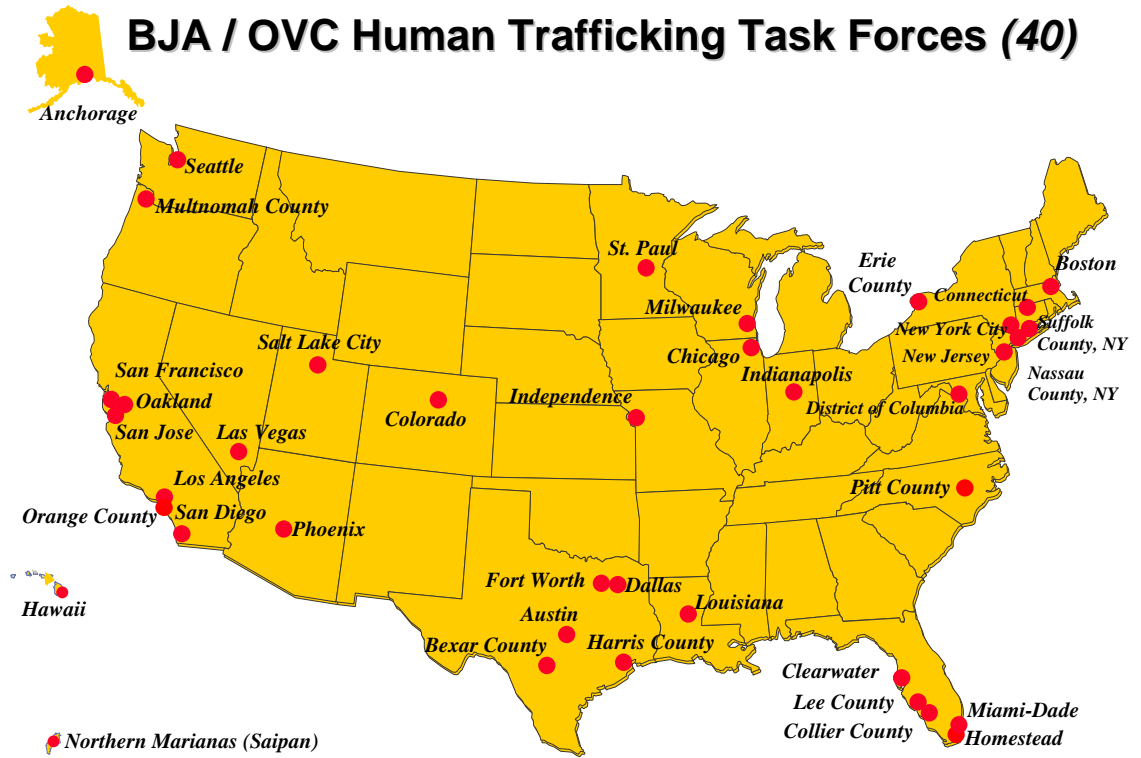 BJA / OVC Human Trafficking Task Forces (40)
Anchorage
Seattle
Multnomah County
St. Paul
Erie
County
Boston
Milwaukee
Connecticut
New York City
Suffolk
County, NY
Salt Lake City
Chicago
New Jersey
San Francisco
Indianapolis
Nassau
County, NY
Oakland
Independence
Colorado
District of Columbia
San Jose
Las Vegas
Los Angeles
Pitt County
Orange County
San Diego
Phoenix
Fort Worth
Dallas
Hawaii
Louisiana
Austin
Bexar County
Harris County
Clearwater
Lee County
Miami-Dade
Collier County
Homestead
Northern Marianas (Saipan)